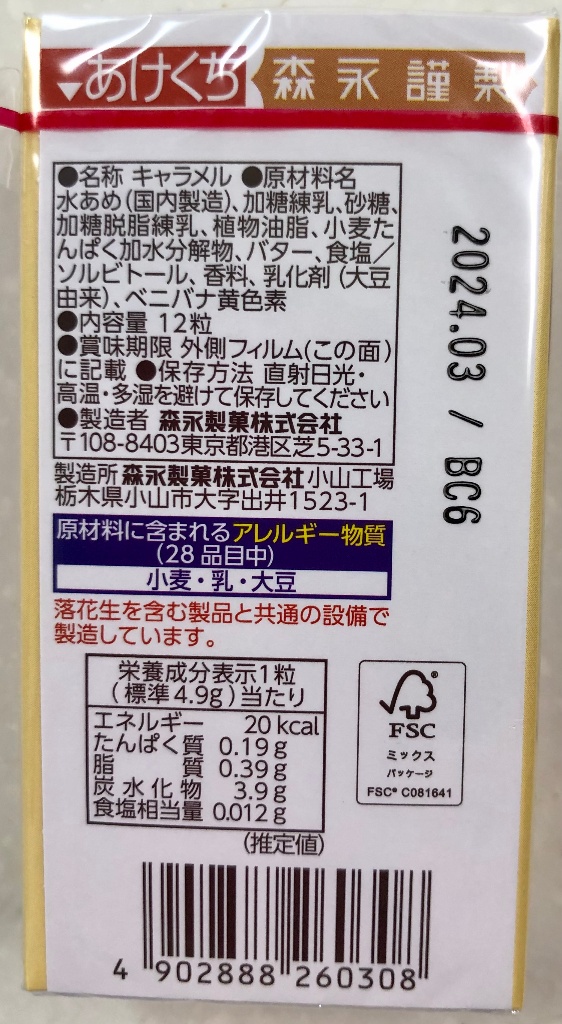 ▼あけくち 森永謹製
●名称 キャラメル ●原材料名
水あめ(国内製造)、加糖練乳、砂糖、
加糖脱脂練乳、植物油脂、小麦た
んぱく加水分解物、バター、食塩／
ソルビトール、香料、乳化剤（大豆
由来）、ベニバナ黄色素
●内容量 12粒
●賞味期限 外側フィルム(この面)
に記載 ●保存方法 直射日光・
高温・多湿を避けて保存してください
●製造者 森永製菓株式会社
〒108-8403東京都港区芝5-33-1
製造所 森永製菓株式会社小山工場
栃木県小山市大字出井1523-1
原材料に含まれるアレルギー物質
(28品目中)
小麦・乳・大豆
落花生を含む製品と共通の設備で
製造しています。
栄養成分表示1粒
(標準4.9g)当たり
エネルギー 20kcal
たんぱく質 0.19g
脂質 0.39g
炭水化物 3.9g
食塩相当量 0.012g
(推定値)
2024.03 / BC6
®
FSC
ミックス
パッケージ
FSC® C081641
4 902888 260308